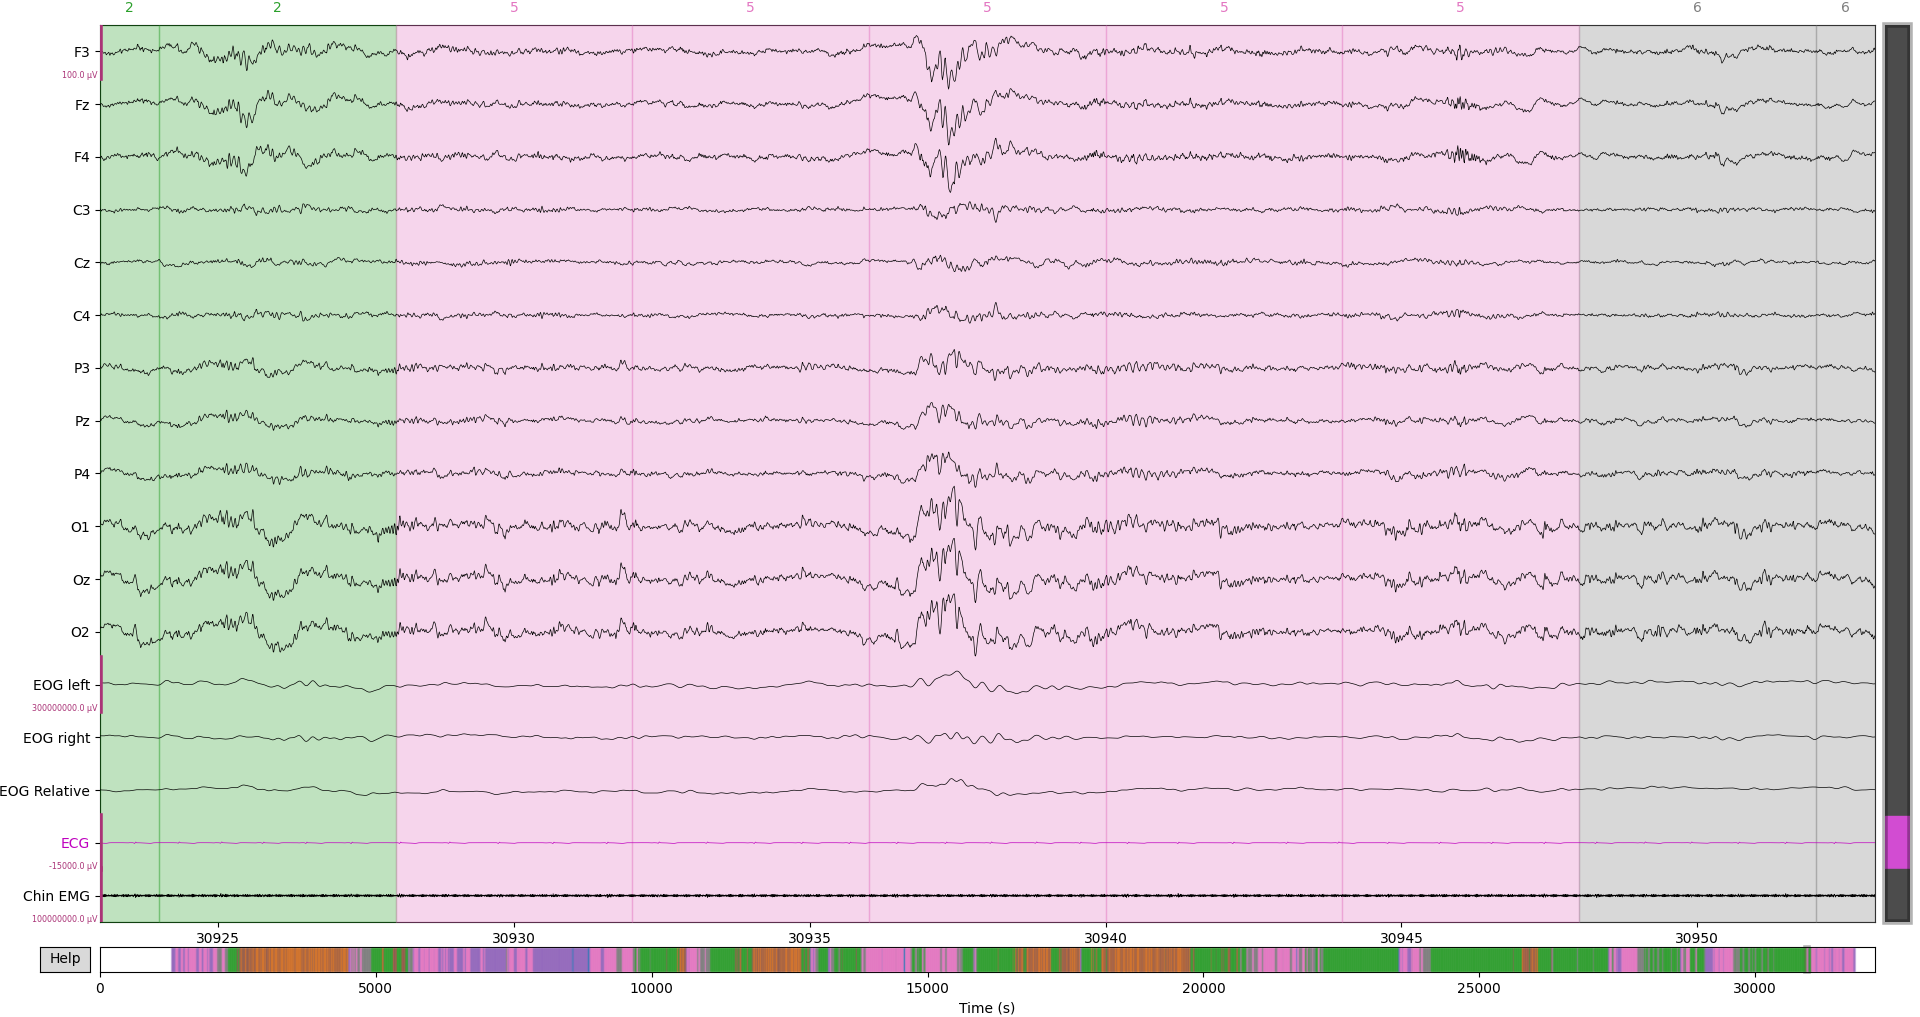 2 2 5 5 5 5 5 6 6
F3
100.0 µV
Fz
F4
C3
Cz
C4
P3
Pz
P4
O1
Oz
O2
EOG left
300000000.0 µV
EOG right
EOG Relative
ECG
-15000.0 µV
Chin EMG
100000000.0 µV
30925 30930 30935 30940 30945 30950
Help
0 5000 10000 15000 20000 25000 30000
Time (s)